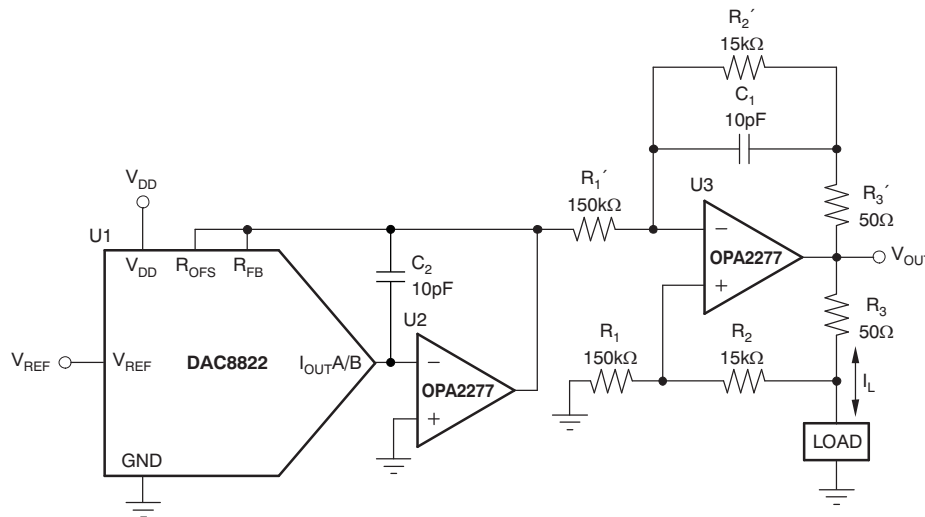 R2´
15kΩ
C1
10pF
VDD
U1
VDD ROFS RFB
C2
10pF
U2
R1´
150kΩ
U3
R3´
50Ω
OPA2277
VOUT
VREF VREF DAC8822 IOUTA/B
OPA2277
R1
150kΩ
R2
15kΩ
R3
50Ω
IL
GND
LOAD
− +
− +